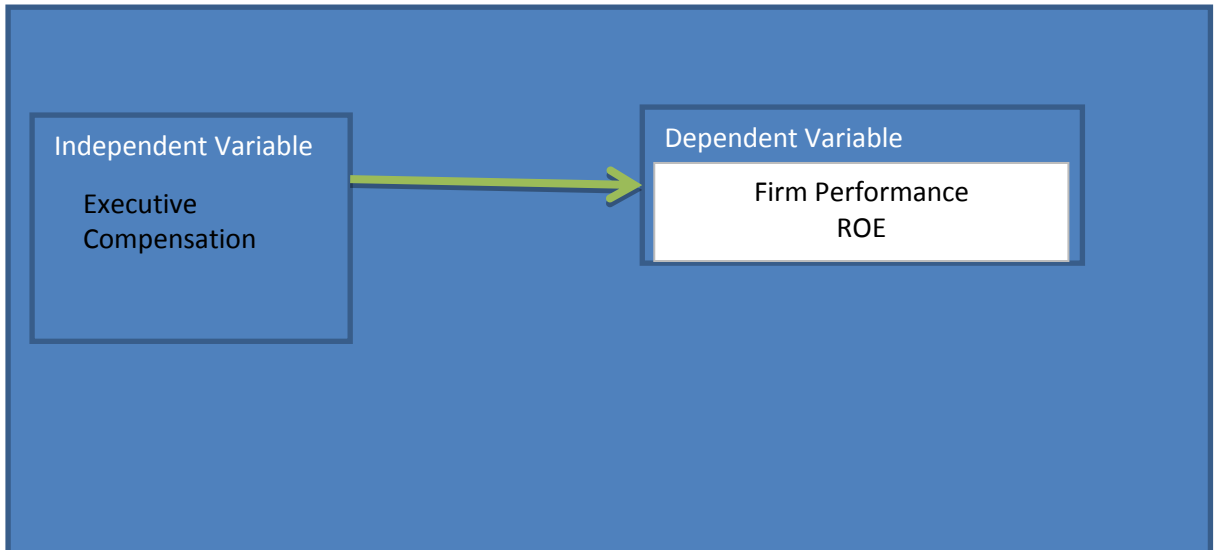 Independent Variable
Executive
Compensation
Dependent Variable
Firm Performance
ROE